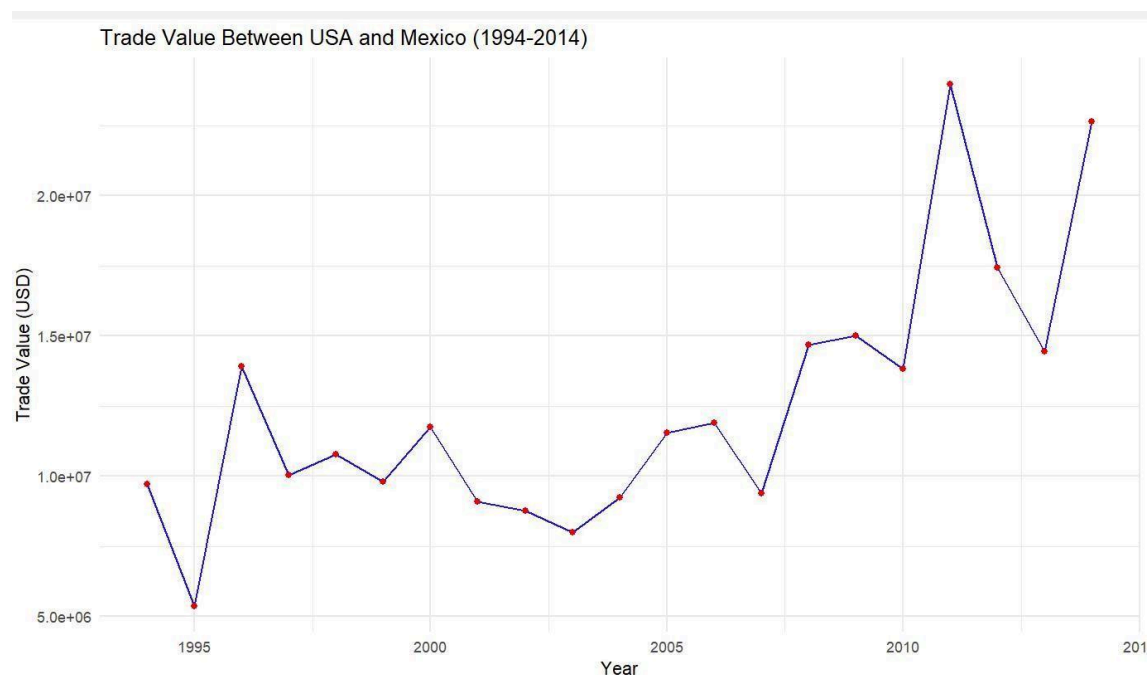 Trade Value Between USA and Mexico (1994-2014)
Trade Value (USD)
2.0e+07
1.5e+07
1.0e+07
5.0e+06
1995
2000
2005
2010
201
Year